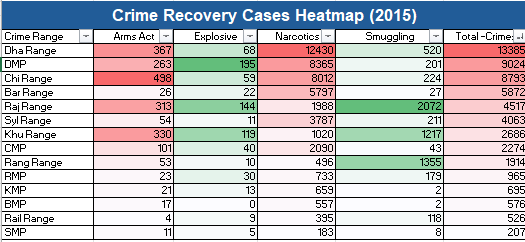 Crime Recovery Cases Heatmap (2015)
Crime Range Arms Act Explosive Narcotics Smuggling Total -Crimes
Dha Range 367 68 12430 520 13385
DMP 263 195 8365 201 9024
Chi Range 498 59 8012 224 8793
Bar Range 26 22 5797 27 5872
Raj Range 313 144 1988 2072 4517
Syl Range 54 11 3787 211 4063
Khu Range 330 119 1020 1217 2686
CMP 101 40 2090 43 2274
Rang Range 53 10 496 1355 1914
RMP 23 30 733 179 965
KMP 21 13 659 2 695
BMP 17 0 557 2 576
Rail Range 4 9 395 118 526
SMP 11 5 183 8 207